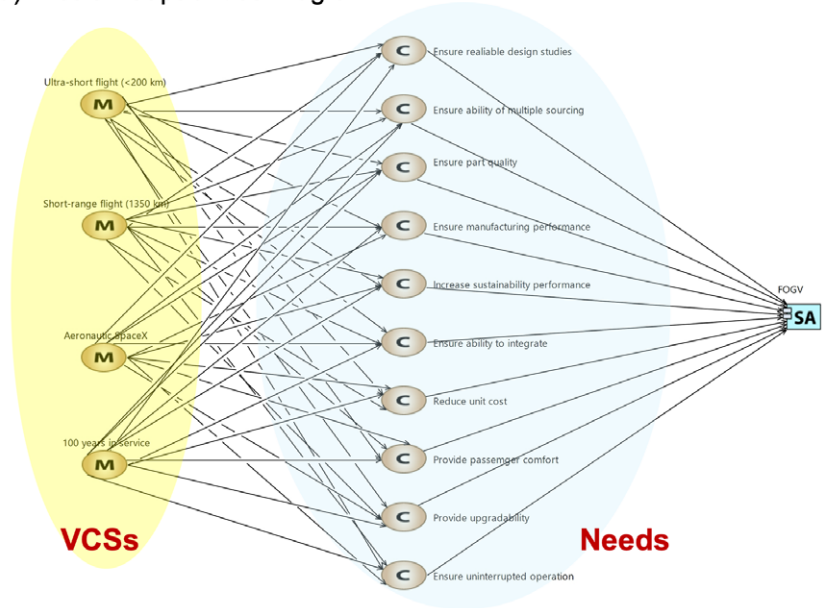 Ultra-short flight (<200 km)
M
Short-range flight (1350 km)
M
Aeronautic SpaceX
M
100 years in service
M
VCSs
C Ensure realiable design studies
C Ensure ability of multiple sourcing
C Ensure part quality
C Ensure manufacturing performance
C Increase sustainability performance
C Ensure ability to integrate
C Reduce unit cost
C Provide passemger comfort
C Provide upgradability
C Ensure uninterrupted operation
Needs
FOGV
SA